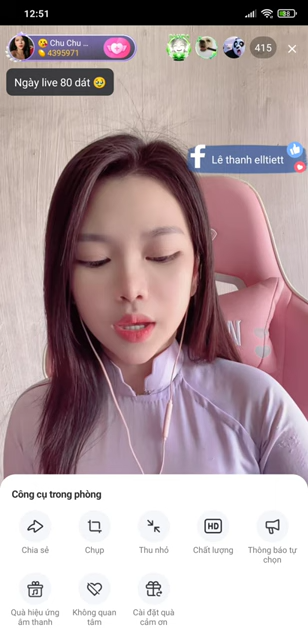 12:51
8
😘 Chu Chu ...
4395971
415
Ngày live 80 dát 🥹
f Lê thanh elltiett
Công cụ trong phòng
Chia sẻ
Chụp
Thu nhỏ
HD
Chất lượng
Thông báo tự
chọn
Quà hiệu ứng
âm thanh
Không quan
tâm
Cài đặt quà
cảm ơn